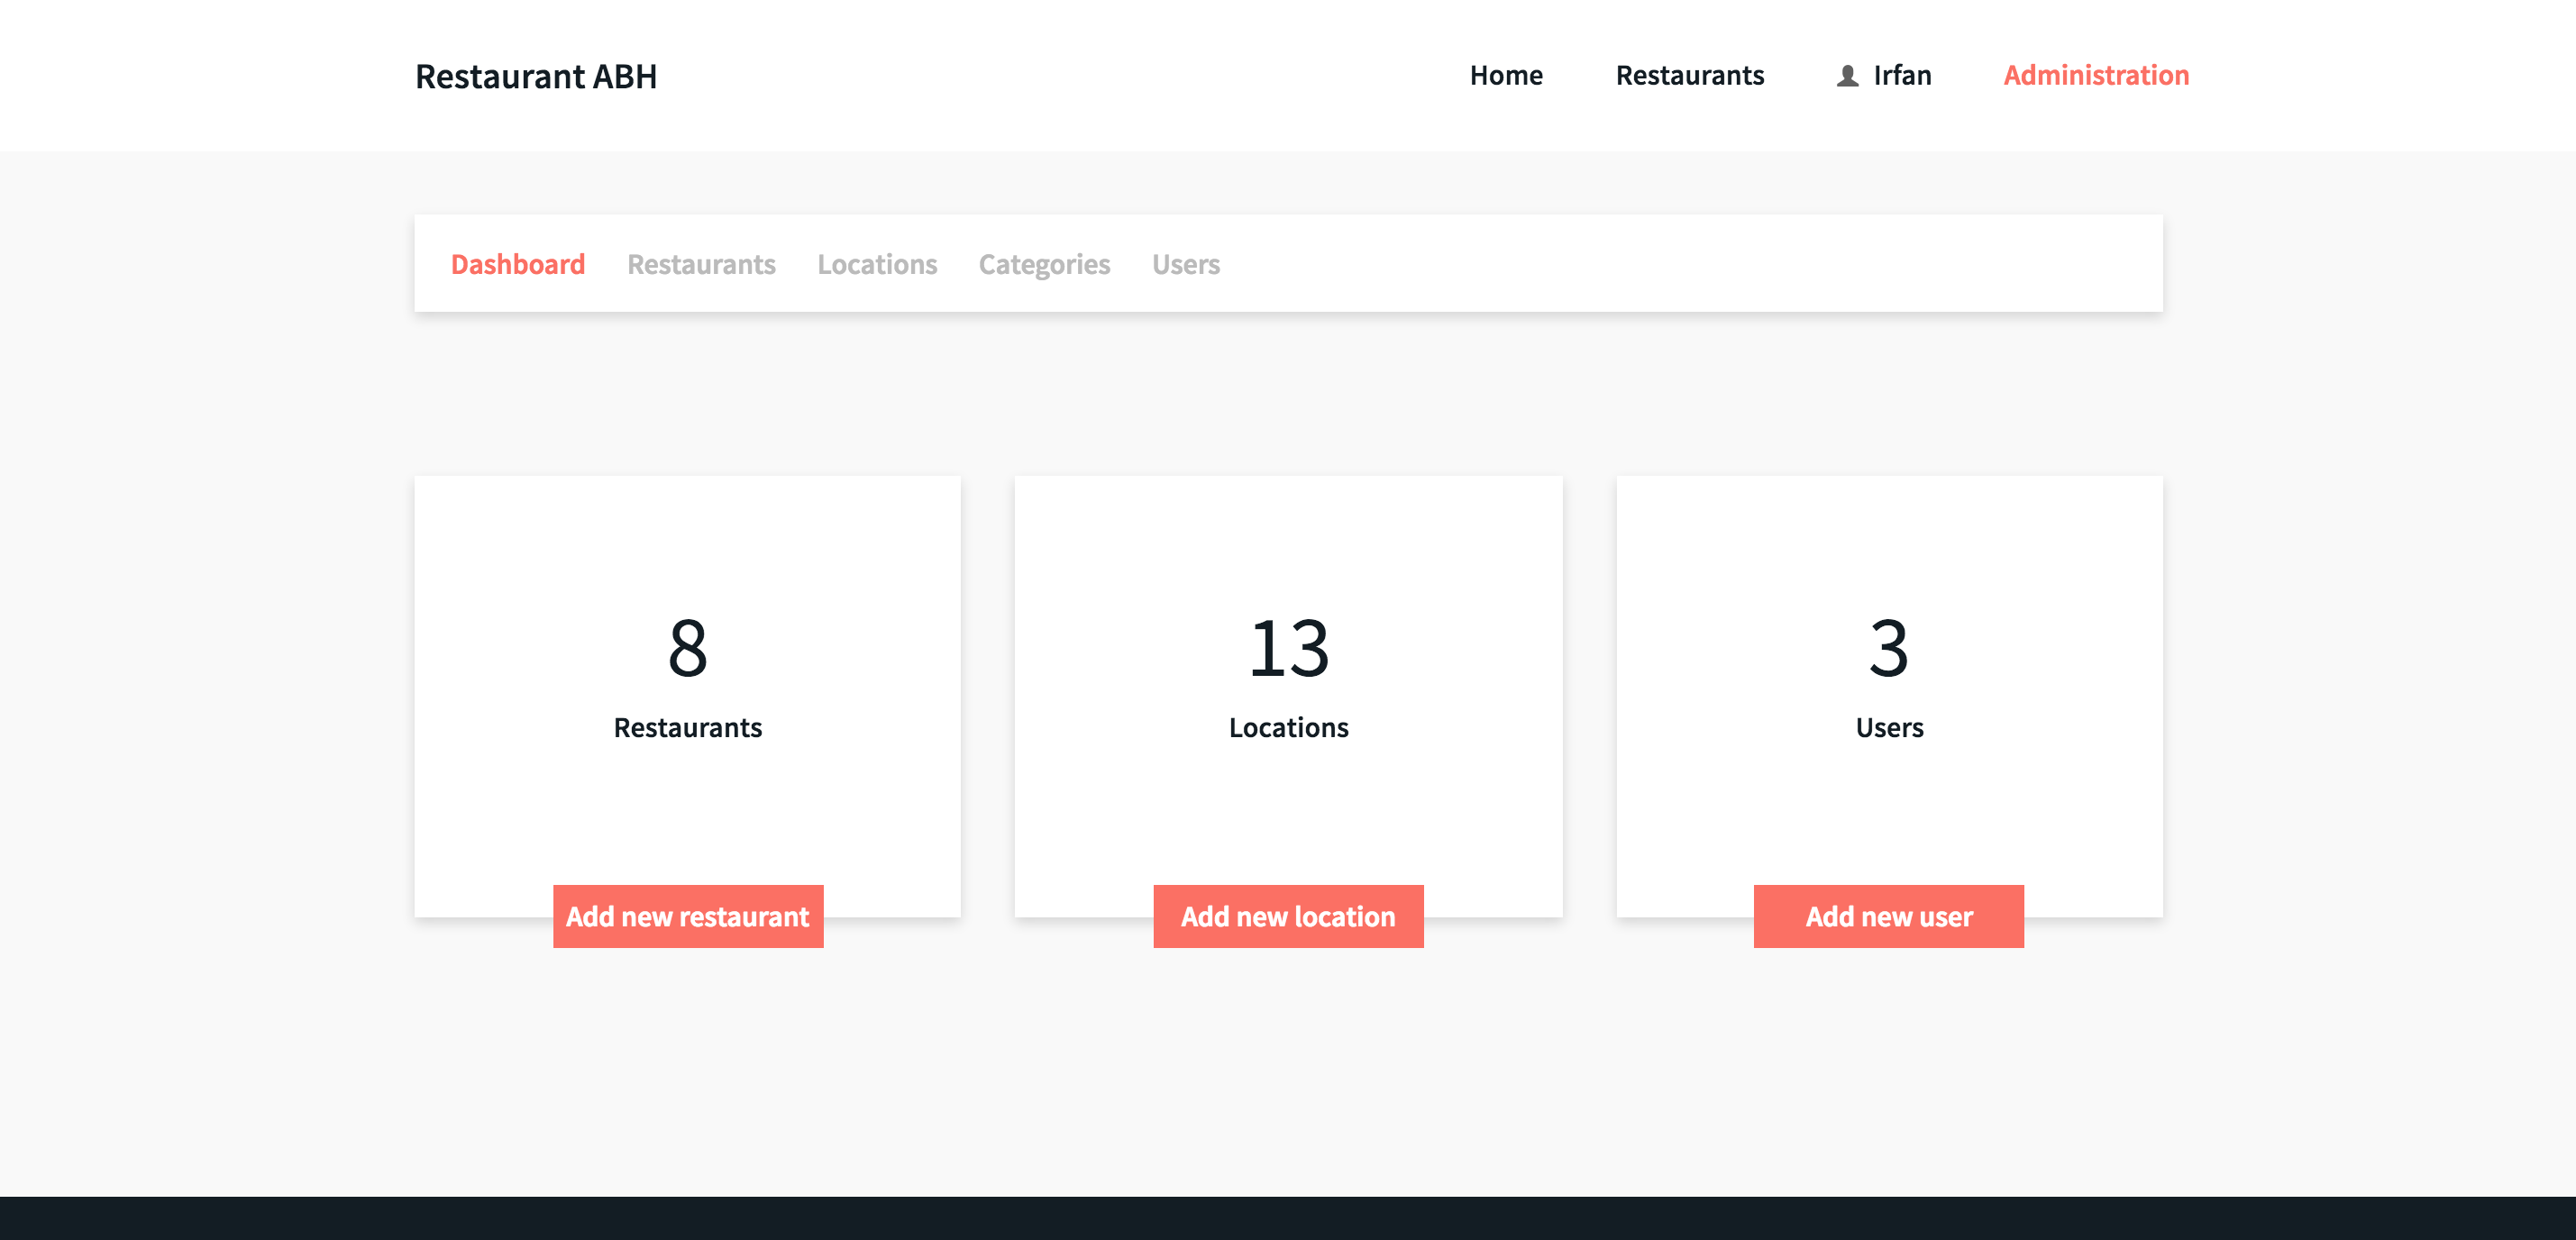 Restaurant ABH
Home Restaurants Irfan Administration
Dashboard Restaurants Locations Categories Users
8
Restaurants
Add new restaurant
13
Locations
Add new location
3
Users
Add new user